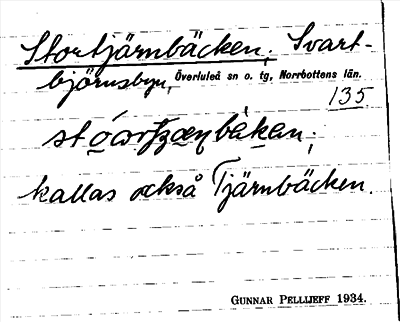 Stortjärnbäcken; Svart-
björnsbyn, Överluleå sn o. tg, Norrbottens län.
135
kallas också Tjärnbäcken.
GUNNAR PELLIJEFF 1934.